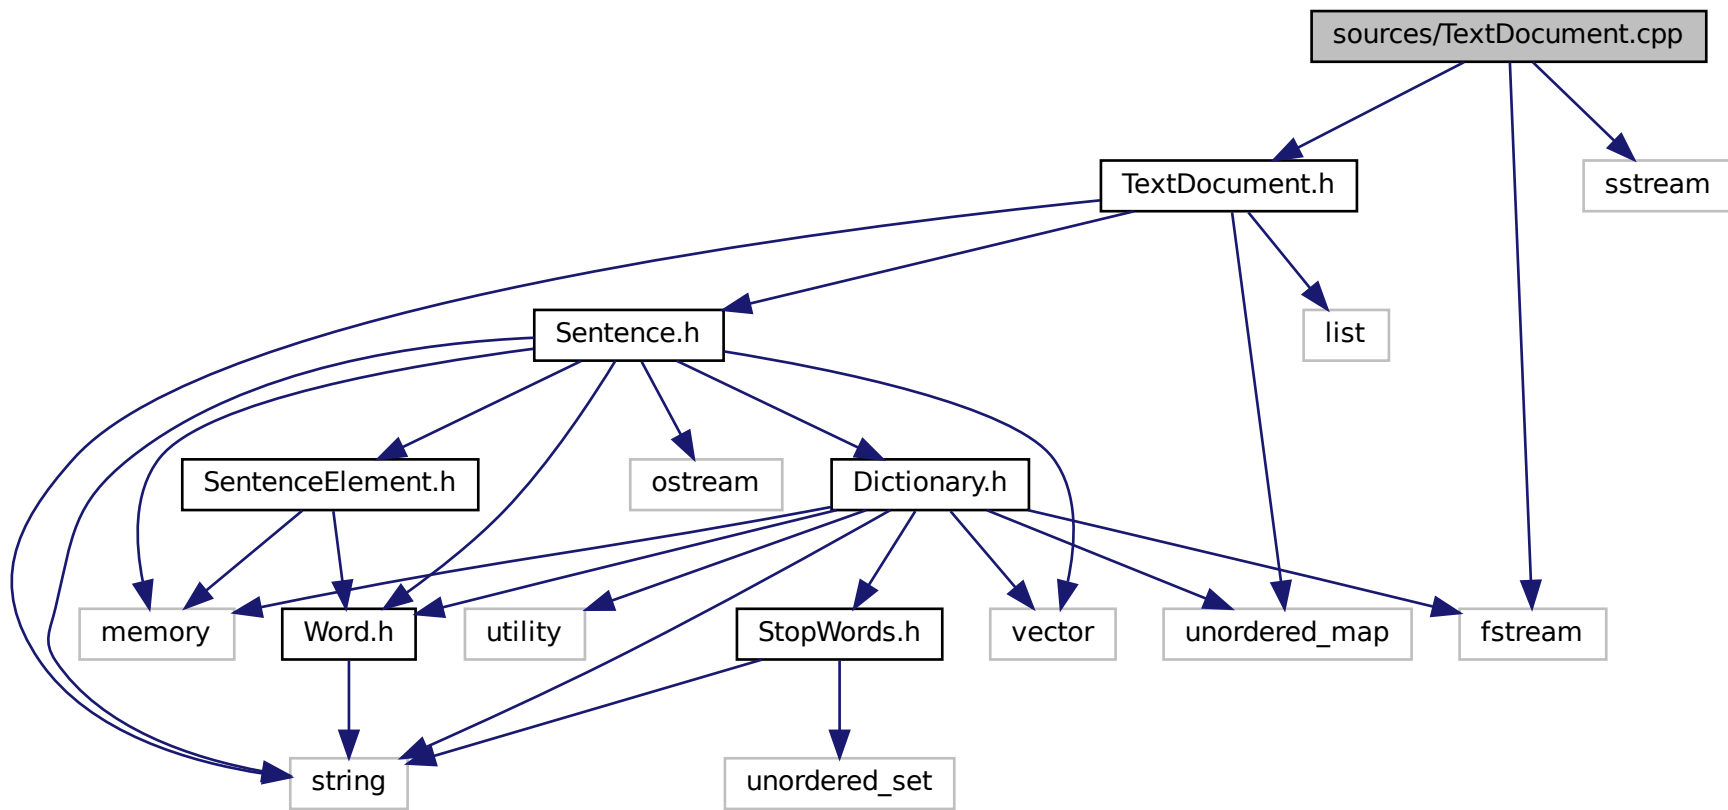 sources/TextDocument.cpp
TextDocument.h
sstream
Sentence.h
list
SentenceElement.h
ostream
Dictionary.h
memory
Word.h
utility
StopWords.h
vector
unordered_map
fstream
string
unordered_set